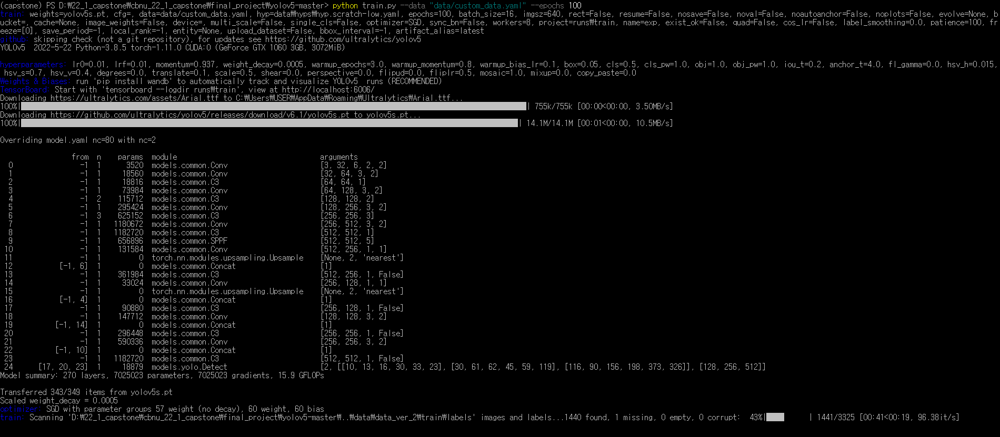 (capstone) PS D:₩22_1_capstone₩cbnu_22_1_capstone₩final_project₩yolov5-master> python train.py --data "data/custom_data.yaml" --epochs 100
train: weights=yolov5s.pt, cfg=, data=data/custom_data.yaml, hyp=data₩hyps₩hyp.scratch-low.yaml, epochs=100, batch_size=16, imgsz=640, rect=False, resume=False, nosave=False, noval=False, noautoanchor=False, noplots=False, evolve=None, b
ucket=, cache=None, image_weights=False, device=, multi_scale=False, single_cls=False, optimizer=SGD, sync_bn=False, workers=8, project=runs₩train, name=exp, exist_ok=False, quad=False, cos_lr=False, label_smoothing=0.0, patience=100, fr
eeze=[0], save_period=-1, local_rank=-1, entity=None, upload_dataset=False, bbox_interval=-1, artifact_alias=latest
github: skipping check (not a git repository), for updates see https://github.com/ultralytics/yolov5
YOLOv5  2022-5-22 Python-3.8.5 torch-1.11.0 CUDA:0 (GeForce GTX 1060 3GB, 3072MiB)
hyperparameters: lr0=0.01, lrf=0.01, momentum=0.937, weight_decay=0.0005, warmup_epochs=3.0, warmup_momentum=0.8, warmup_bias_lr=0.1, box=0.05, cls=0.5, cls_pw=1.0, obj=1.0, obj_pw=1.0, iou_t=0.2, anchor_t=4.0, fl_gamma=0.0, hsv_h=0.015,
hsv_s=0.7, hsv_v=0.4, degrees=0.0, translate=0.1, scale=0.5, shear=0.0, perspective=0.0, flipud=0.0, fliplr=0.5, mosaic=1.0, mixup=0.0, copy_paste=0.0
Weights & Biases: run 'pip install wandb' to automatically track and visualize YOLOv5  runs (RECOMMENDED)
TensorBoard: Start with 'tensorboard --logdir runs₩train', view at http://localhost:6006/
Downloading https://ultralytics.com/assets/Arial.ttf to C:₩Users₩USER₩AppData₩Roaming₩Ultralytics₩Arial.ttf...
100%| | 755k/755k [00:00<00:00, 3.50MB/s]
Downloading https://github.com/ultralytics/yolov5/releases/download/v6.1/yolov5s.pt to yolov5s.pt...
100%| | 14.1M/14.1M [00:01<00:00, 10.5MB/s]
Overriding model.yaml nc=80 with nc=2
from  n    params  module                                  arguments
0                -1  1      3520  models.common.Conv                      [3, 32, 6, 2, 2]
1                -1  1     18560  models.common.Conv                      [32, 64, 3, 2]
2                -1  1     18816  models.common.C3                        [64, 64, 1]
3                -1  1     73984  models.common.Conv                      [64, 128, 3, 2]
4                -1  2    115712  models.common.C3                        [128, 128, 2]
5                -1  1    295424  models.common.Conv                      [128, 256, 3, 2]
6                -1  3    625152  models.common.C3                        [256, 256, 3]
7                -1  1   1180672  models.common.Conv                      [256, 512, 3, 2]
8                -1  1   1182720  models.common.C3                        [512, 512, 1]
9                -1  1    656896  models.common.SPPF                      [512, 512, 5]
10                -1  1    131584  models.common.Conv                      [512, 256, 1, 1]
11                -1  1         0  torch.nn.modules.upsampling.Upsample    [None, 2, 'nearest']
12           [-1, 6]  1         0  models.common.Concat                    [1]
13                -1  1    361984  models.common.C3                        [512, 256, 1, False]
14                -1  1     33024  models.common.Conv                      [256, 128, 1, 1]
15                -1  1         0  torch.nn.modules.upsampling.Upsample    [None, 2, 'nearest']
16           [-1, 4]  1         0  models.common.Concat                    [1]
17                -1  1     90880  models.common.C3                        [256, 128, 1, False]
18                -1  1    147712  models.common.Conv                      [128, 128, 3, 2]
19          [-1, 14]  1         0  models.common.Concat                    [1]
20                -1  1    296448  models.common.C3                        [256, 256, 1, False]
21                -1  1    590336  models.common.Conv                      [256, 256, 3, 2]
22          [-1, 10]  1         0  models.common.Concat                    [1]
23                -1  1   1182720  models.common.C3                        [512, 512, 1, False]
24      [17, 20, 23]  1     18879  models.yolo.Detect                      [2, [[10, 13, 16, 30, 33, 23], [30, 61, 62, 45, 59, 119], [116, 90, 156, 198, 373, 326]], [128, 256, 512]]
Model summary: 270 layers, 7025023 parameters, 7025023 gradients, 15.9 GFLOPs
Transferred 343/349 items from yolov5s.pt
Scaled weight_decay = 0.0005
optimizer: SGD with parameter groups 57 weight (no decay), 60 weight, 60 bias
train: Scanning 'D:₩22_1_capstone₩cbnu_22_1_capstone₩final_project₩yolov5-master₩..₩data₩data_ver_2₩train₩labels' images and labels...1440 found, 1 missing, 0 empty, 0 corrupt:  43%| | 1441/3325 [00:41<00:19, 96.38it/s]